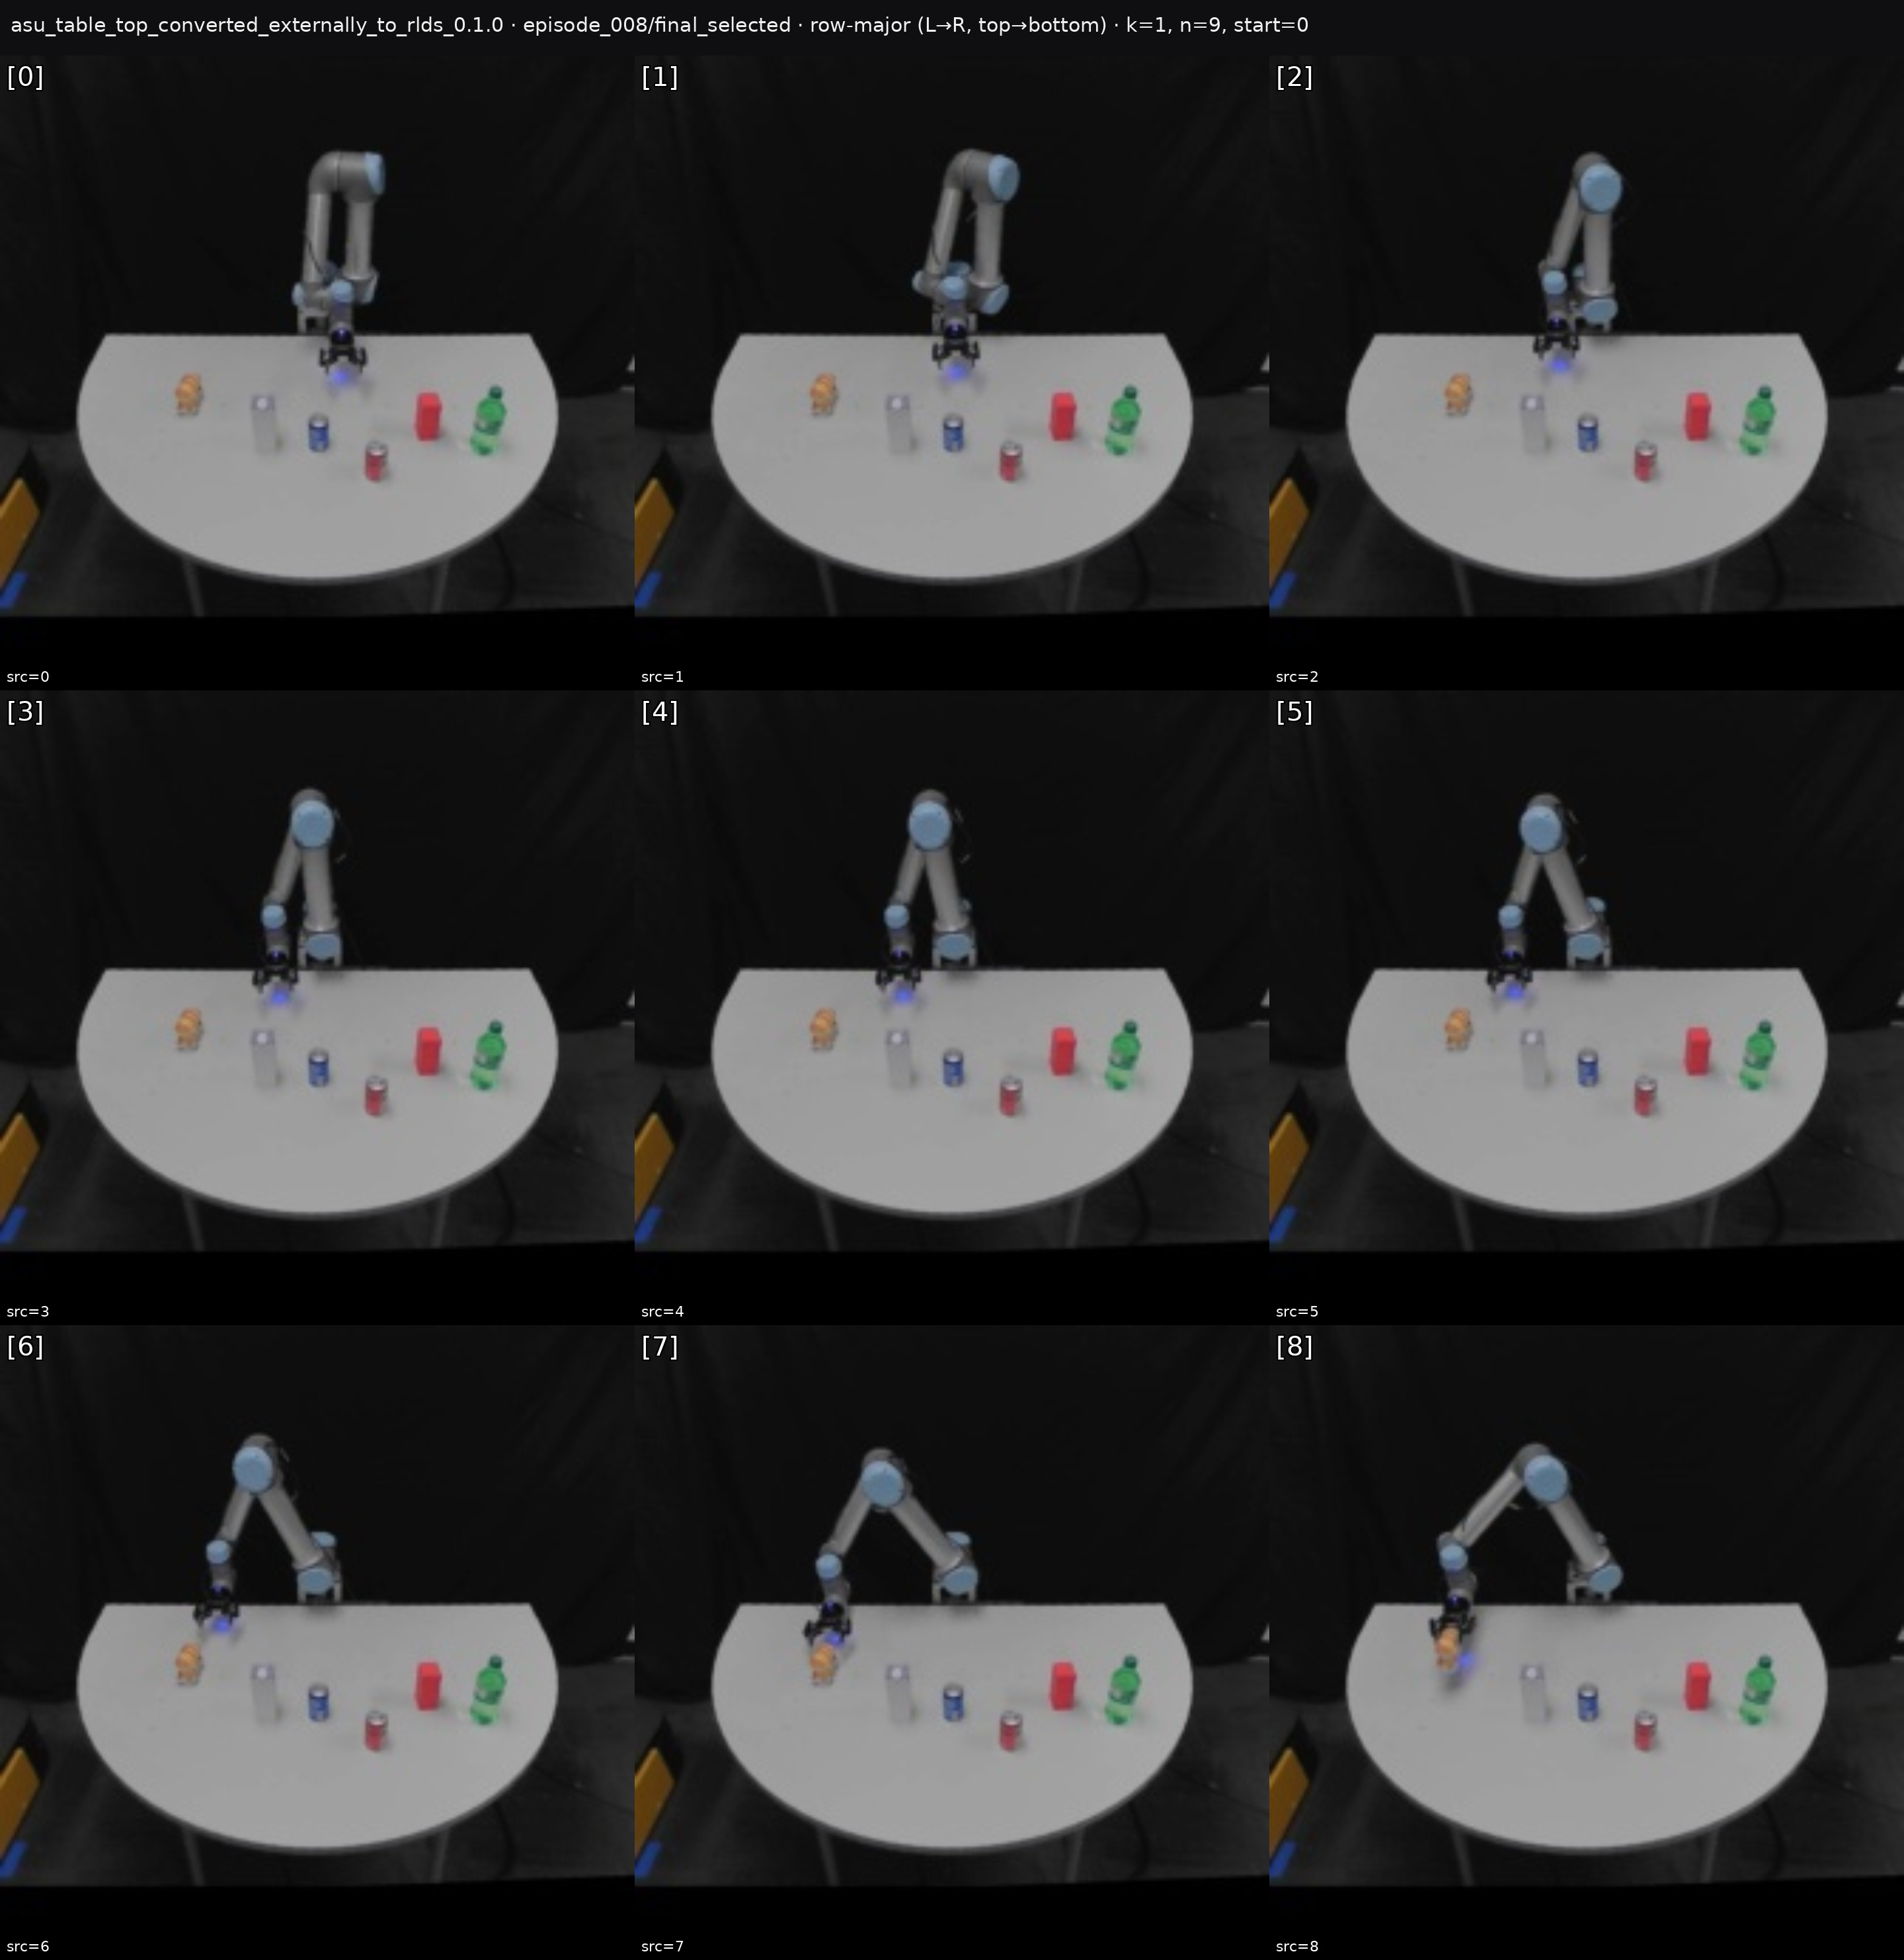 asu_table_top_converted_externally_to_rlds_0.1.0 · episode_008/final_selected · row-major (L→R, top→bottom) · k=1, n=9, start=0
[0]
[1]
[2]
src=0
src=1
src=2
[3]
[4]
[5]
src=3
src=4
src=5
[6]
[7]
[8]
src=6
src=7
src=8